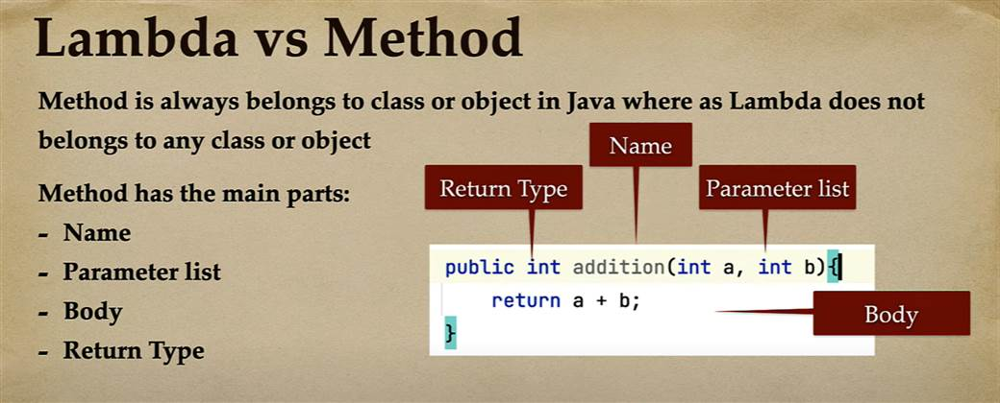 Lambda vs Method
Method is always belongs to class or object in Java where as Lambda does not
belongs to any class or object
Method has the main parts:
- Name
- Parameter list
- Body
- Return Type
Name
Return Type
Parameter list
public int addition(int a, int b){
return a + b;
}
Body